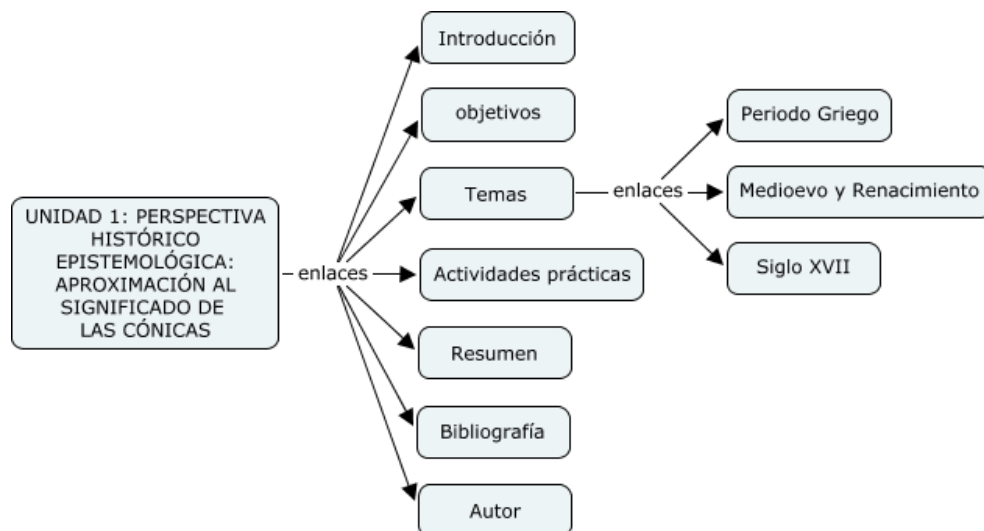 Introducción
objetivos
Temas
enlaces
Periodo Griego
Medioevo y Renacimiento
Siglo XVII
UNIDAD 1: PERSPECTIVA
HISTÓRICO
EPISTEMOLÓGICA:
APROXIMACIÓN AL
SIGNIFICADO DE
LAS CÓNICAS
enlaces
Actividades prácticas
Resumen
Bibliografía
Autor